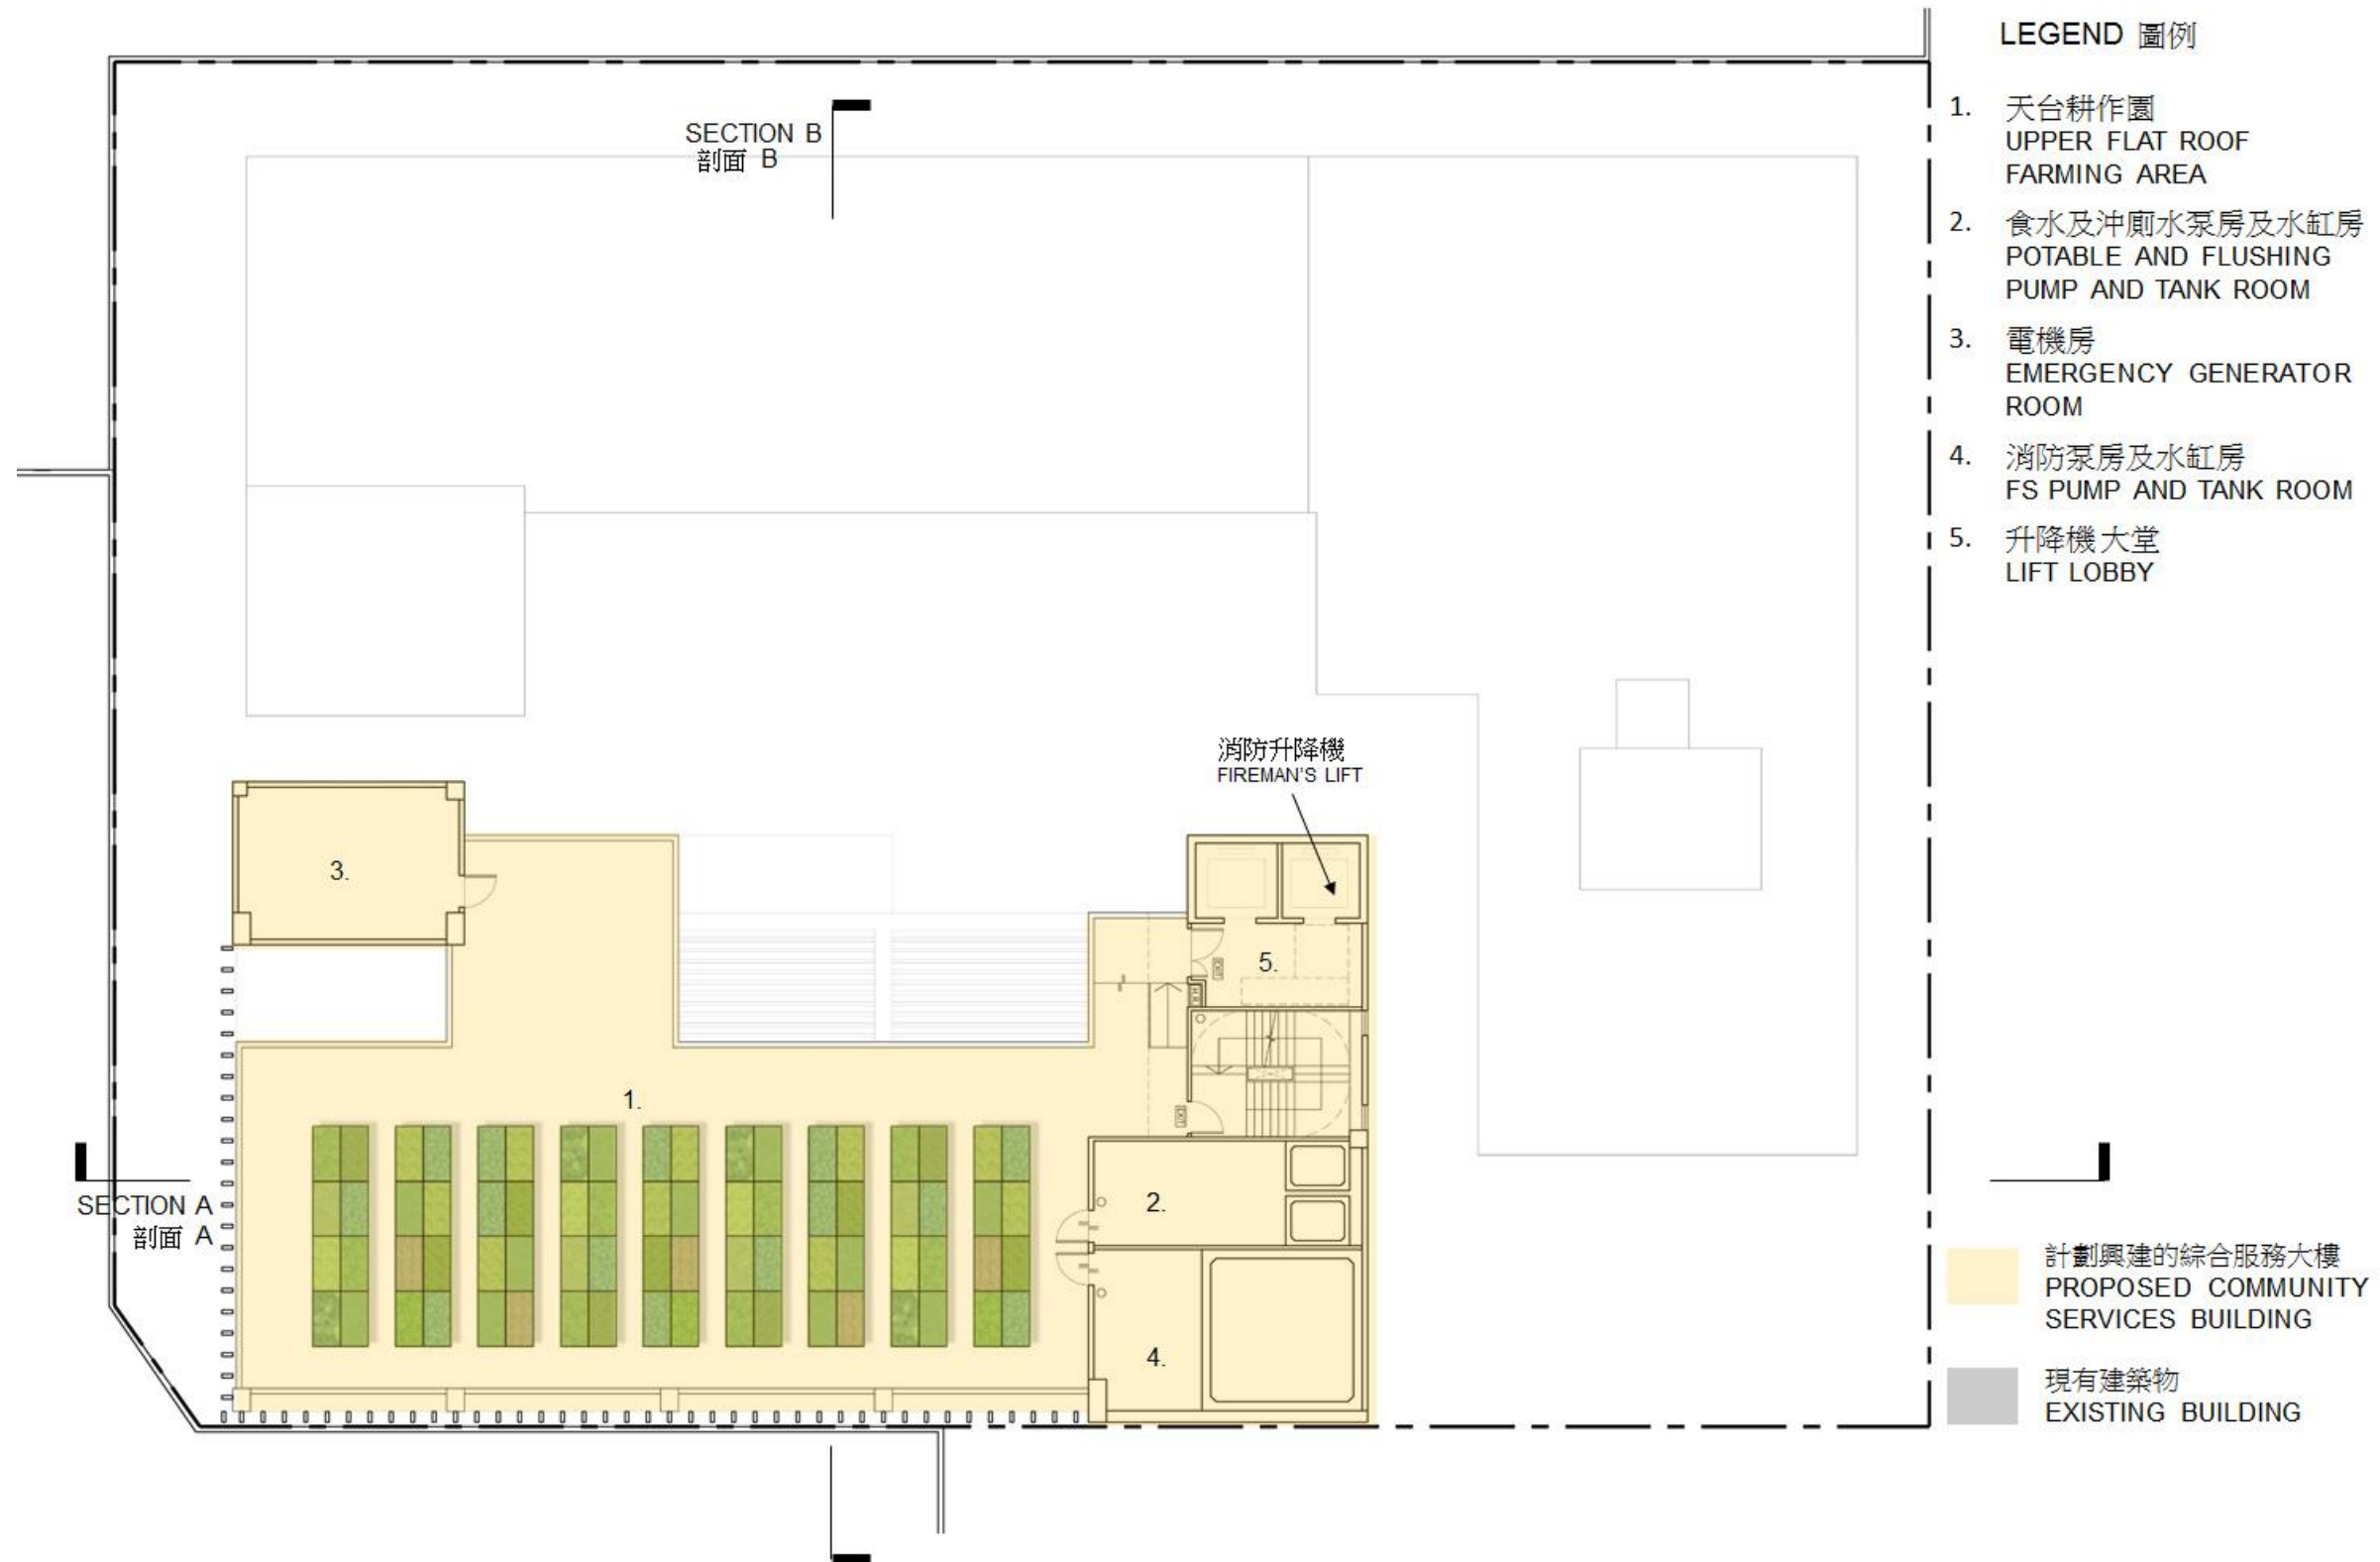 LEGEND 圖例
1. 天台耕作園
UPPER FLAT ROOF
FARMING AREA
2. 食水及沖廁水泵房及水缸房
POTABLE AND FLUSHING
PUMP AND TANK ROOM
3. 電機房
EMERGENCY GENERATOR
ROOM
4. 消防泵房及水缸房
FS PUMP AND TANK ROOM
5. 升降機大堂
LIFT LOBBY
SECTION B
剖面 B
消防升降機
FIREMAN'S LIFT
3.
5.
1.
2.
4.
SECTION A
剖面 A
計劃興建的綜合服務大樓
PROPOSED COMMUNITY
SERVICES BUILDING
現有建築物
EXISTING BUILDING